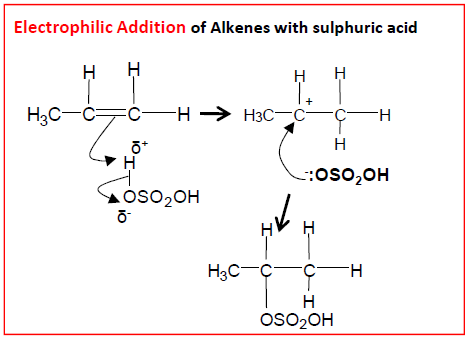 Electrophilic Addition of Alkenes with sulphuric acid
H H H H
H₃C C C H H₃C C + C H
δ+
H H
OSO₂OH -:OSO₂OH
δ-
H H
H₃C C C H
H
OSO₂OH